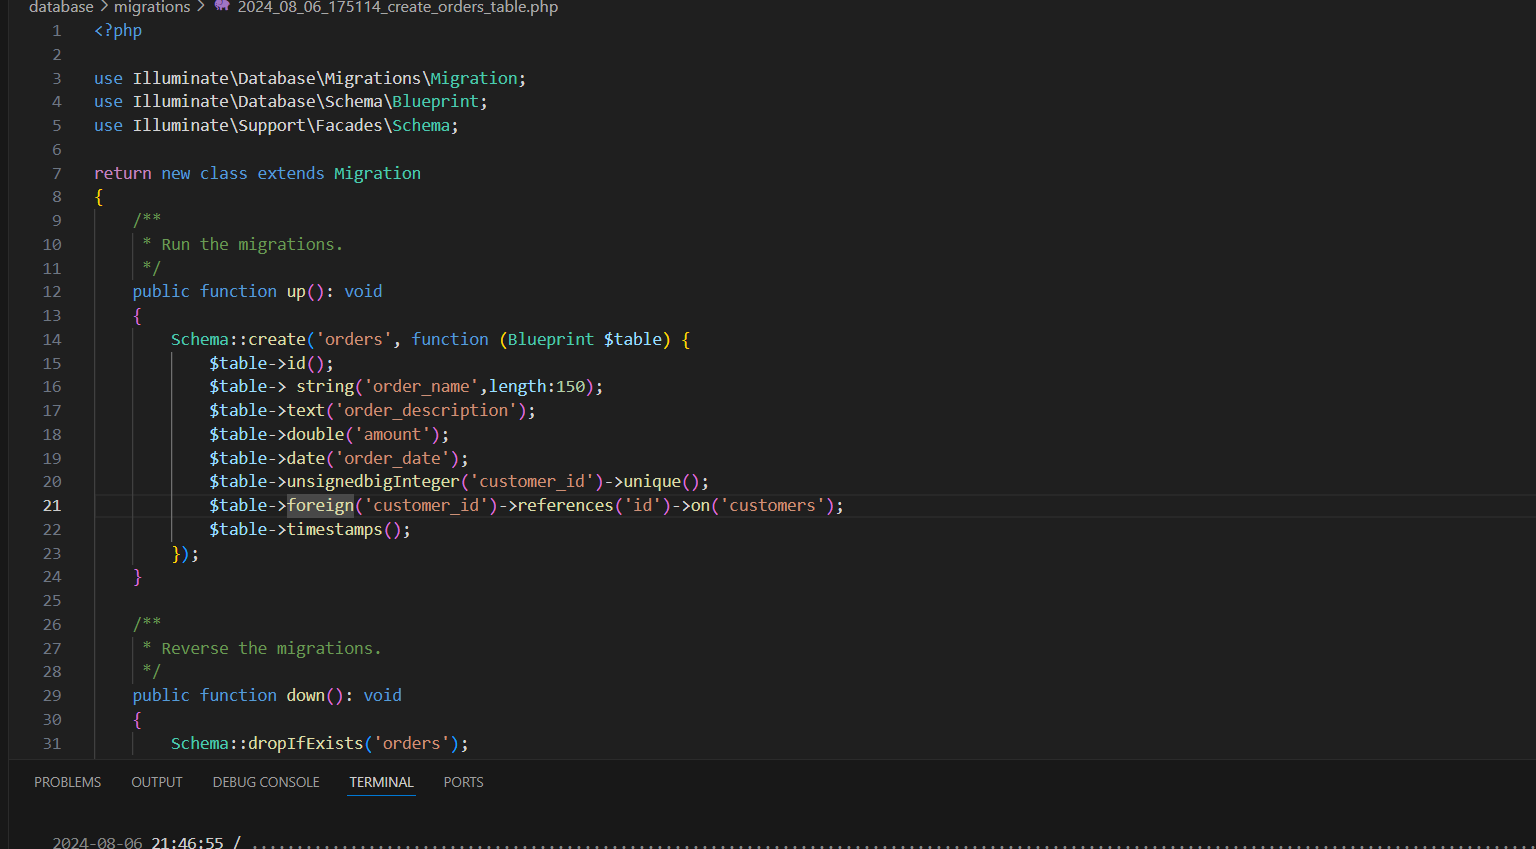 database > migrations > 2024_08_06_175114_create_orders_table.php
1 <?php
2
3 use Illuminate\Database\Migrations\Migration;
4 use Illuminate\Database\Schema\Blueprint;
5 use Illuminate\Support\Facades\Schema;
6
7 return new class extends Migration
8 {
9 /**
10 * Run the migrations.
11 */
12 public function up(): void
13 {
14 Schema::create('orders', function (Blueprint $table) {
15 $table->id();
16 $table-> string('order_name',length:150);
17 $table->text('order_description');
18 $table->double('amount');
19 $table->date('order_date');
20 $table->unsignedbigInteger('customer_id')->unique();
21 $table->foreign('customer_id')->references('id')->on('customers');
22 $table->timestamps();
23 });
24 }
25
26 /**
27 * Reverse the migrations.
28 */
29 public function down(): void
30 {
31 Schema::dropIfExists('orders');
PROBLEMS OUTPUT DEBUG CONSOLE TERMINAL PORTS
2024-08-06 21:46:55 / ........................................